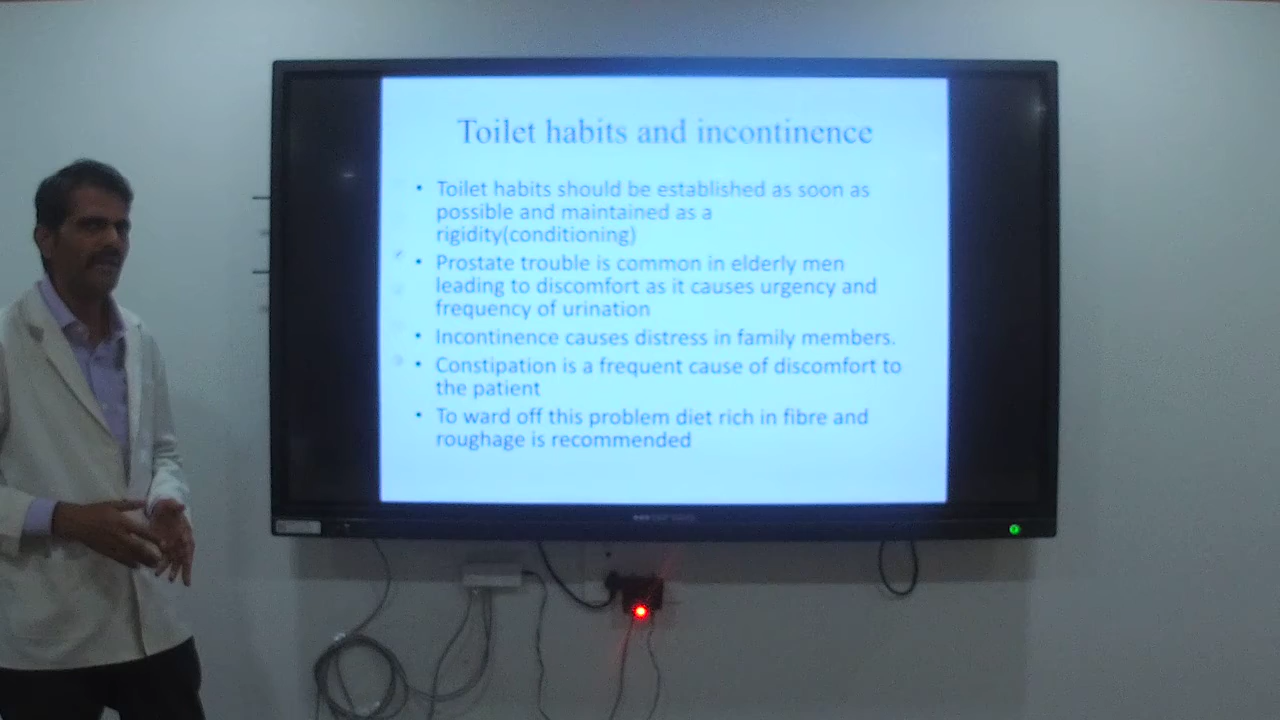 Toilet habits and incontinence
• Toilet habits should be established as soon as
possible and maintained as a
rigidity(conditioning)
• Prostate trouble is common in elderly men
leading to discomfort as it causes urgency and
frequency of urination
• Incontinence causes distress in family members.
• Constipation is a frequent cause of discomfort to
the patient
• To ward off this problem diet rich in fibre and
roughage is recommended